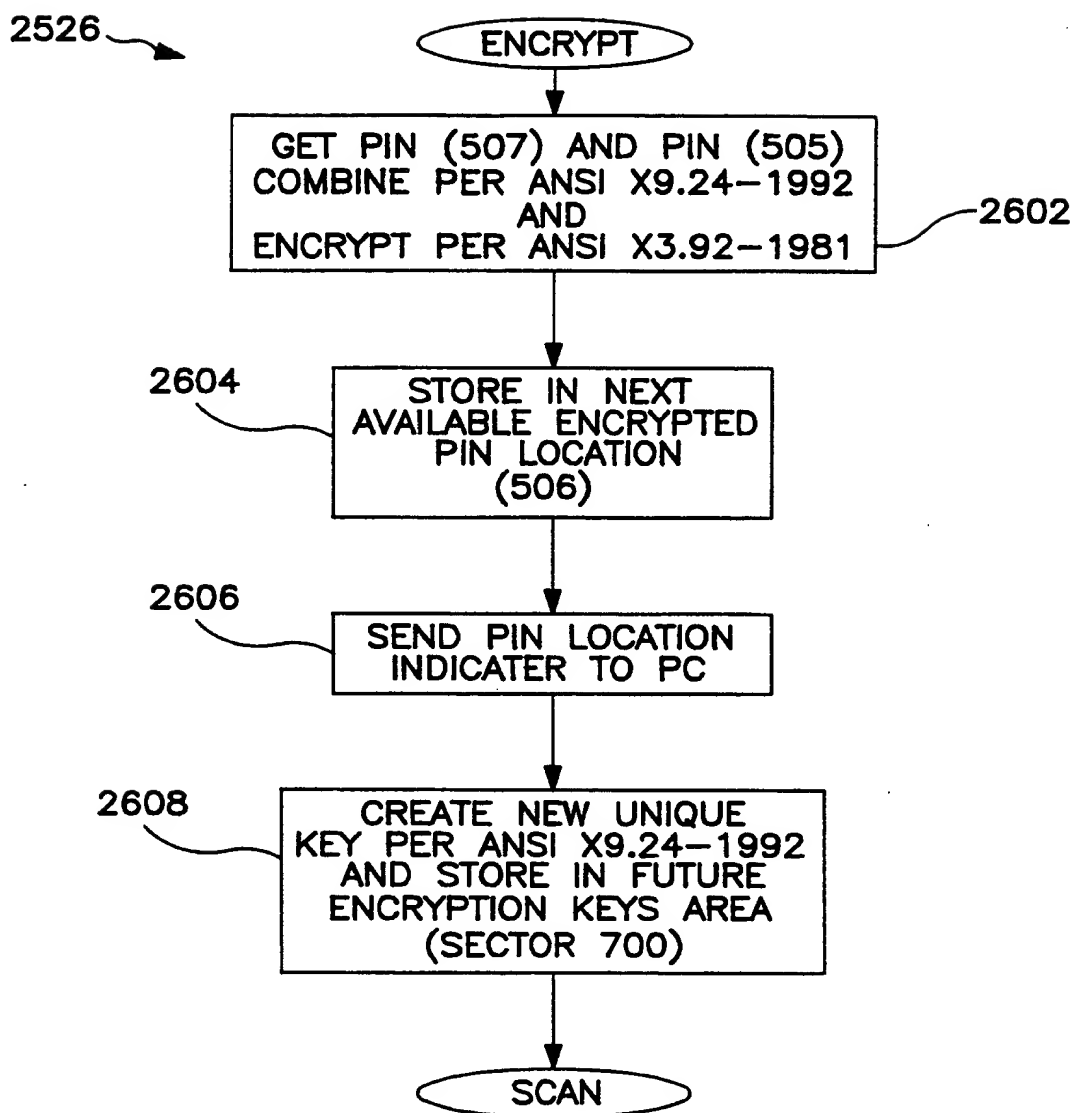 2526
ENCRYPT
GET PIN (507) AND PIN (505)
COMBINE PER ANSI X9.24-1992
AND
ENCRYPT PER ANSI X3.92-1981
2602
2604
STORE IN NEXT
AVAILABLE ENCRYPTED
PIN LOCATION
(506)
2606
SEND PIN LOCATION
INDICATER TO PC
2608
CREATE NEW UNIQUE
KEY PER ANSI X9.24-1992
AND STORE IN FUTURE
ENCRYPTION KEYS AREA
(SECTOR 700)
SCAN